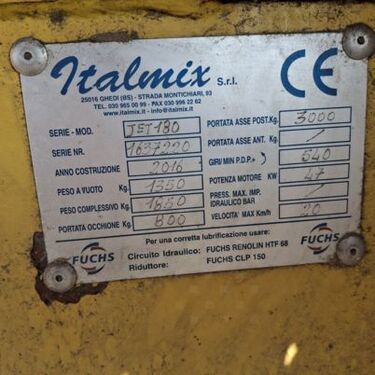 Italmix S.r.l.
CE
25016 GHEDI (BS) - STRADA MONTICHIARI, 83
TEL. 030 965 00 99 - FAX 030 996 22 62
www.italmix.it - info@italmix.it
SERIE - MOD. JET 180
PORTATA ASSE POST. Kg. 3000
SERIE NR. 1637220
PORTATA ASSE ANT. Kg. /
ANNO COSTRUZIONE 2016
GIRI/MIN P.D.P. 540
PESO A VUOTO Kg. 1350
POTENZA MOTORE KW 47
PESO COMPLESSIVO Kg. 1850
PRESS. MAX. IMP. IDRAULICO BAR /
PORTATA OCCHIONE Kg. 800
VELOCITA' MAX Km/h 20
Per una corretta lubrificazione usare:
FUCHS
Circuito Idraulico: FUCHS RENOLIN HTF 68
FUCHS
Riduttore: FUCHS CLP 150